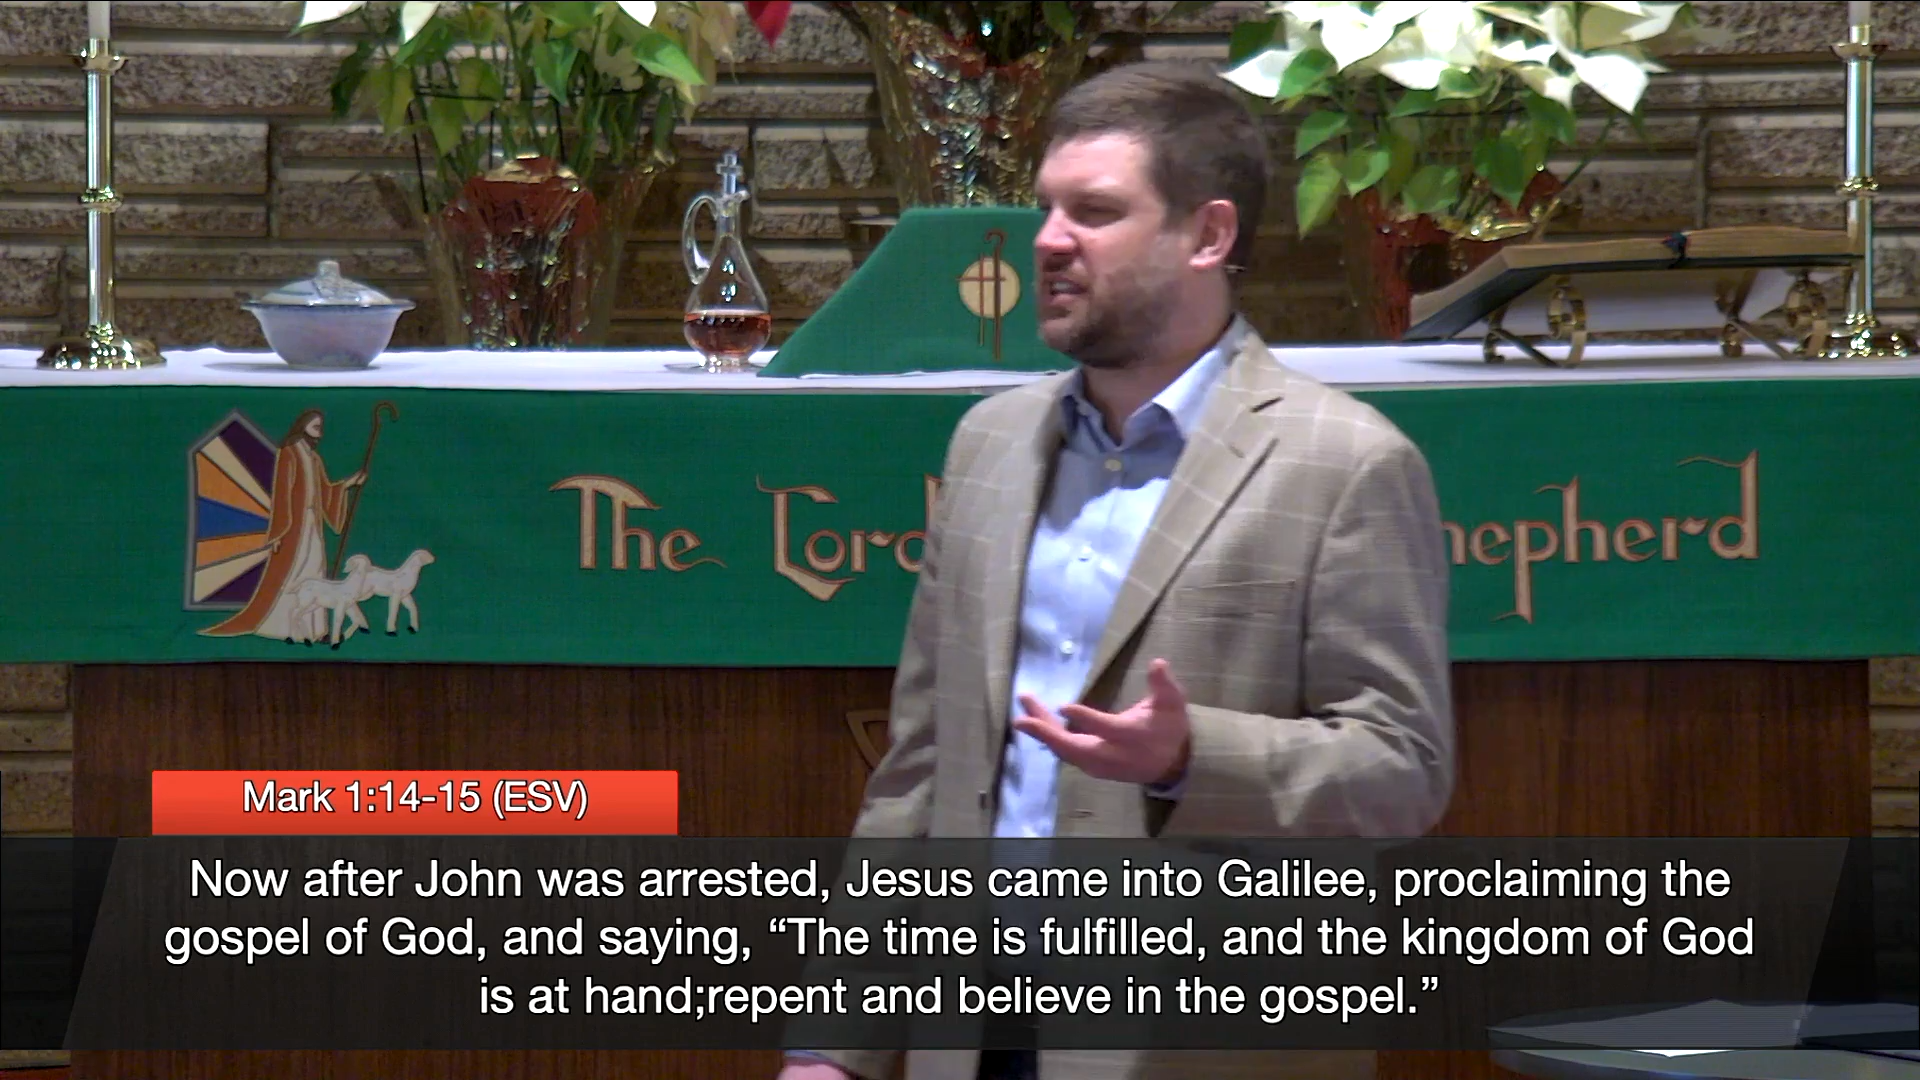 The Lord
hepherd
Mark 1:14-15 (ESV)
Now after John was arrested, Jesus came into Galilee, proclaiming the
gospel of God, and saying, “The time is fulfilled, and the kingdom of God
is at hand;repent and believe in the gospel.”